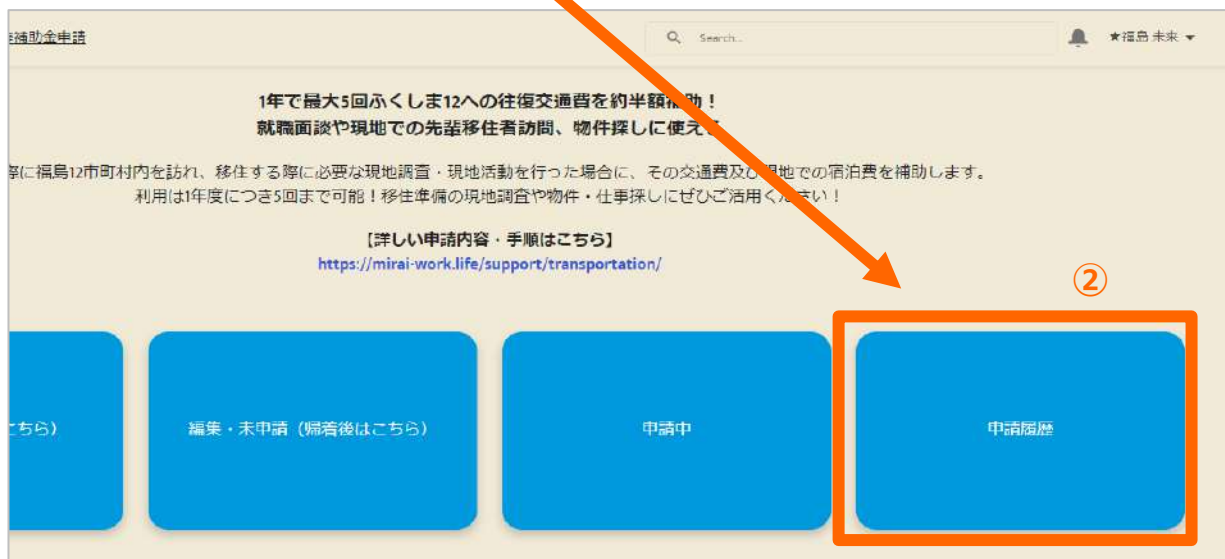 補助金申請
Search...
★福島 未来
1年で最大5回ふくしま12への往復交通費を約半額補助！
就職面談や現地での先輩移住者訪問、物件探しに使える
際に福島12市町村内を訪れ、移住する際に必要な現地調査・現地活動を行った場合に、その交通費及び現地での宿泊費を補助します。
利用は1年度につき5回まで可能！移住準備の現地調査や物件・仕事探しにぜひご活用ください！
【詳しい申請内容・手順はこちら】
https://mirai-work.life/support/transportation/
②
こちら）
編集・未申請（帰着後はこちら）
申請中
申請履歴